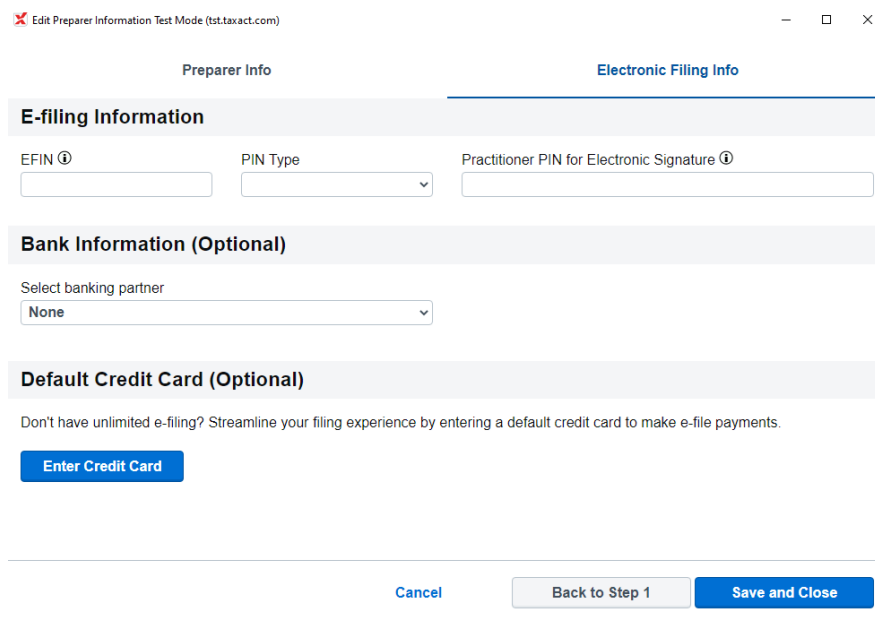 Edit Preparer Information Test Mode (tst.taxact.com)
Preparer Info
Electronic Filing Info
E-filing Information
EFIN
PIN Type
Practitioner PIN for Electronic Signature
Bank Information (Optional)
Select banking partner
None
Default Credit Card (Optional)
Don't have unlimited e-filing? Streamline your filing experience by entering a default credit card to make e-file payments.
Enter Credit Card
Cancel
Back to Step 1
Save and Close